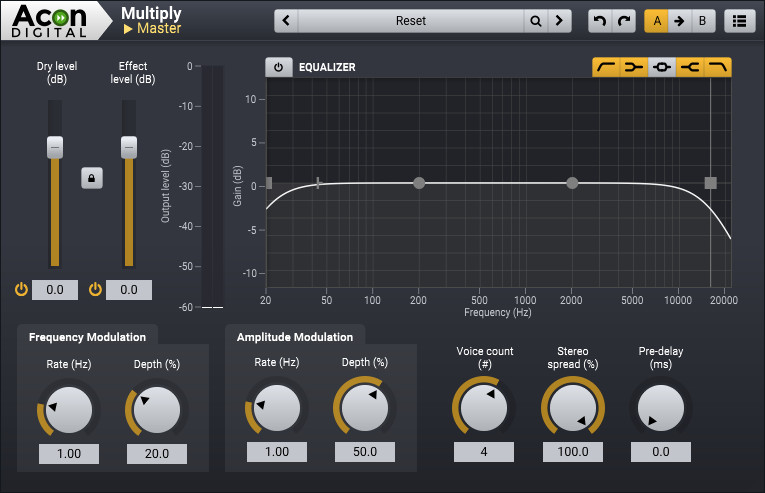 Acon
DIGITAL
Multiply
Master
Reset
A
B
Dry level
(dB)
Effect
level (dB)
0.0
0.0
Output level (dB)
0
-10
-20
-30
-40
-50
-60
EQUALIZER
Gain (dB)
10
5
0
-5
-10
20
50
100
200
500
1000
2000
5000
10000
20000
Frequency (Hz)
Frequency Modulation
Rate (Hz)
Depth (%)
1.00
20.0
Amplitude Modulation
Rate (Hz)
Depth (%)
1.00
50.0
Voice count
(#)
Stereo
spread (%)
Pre-delay
(ms)
4
100.0
0.0